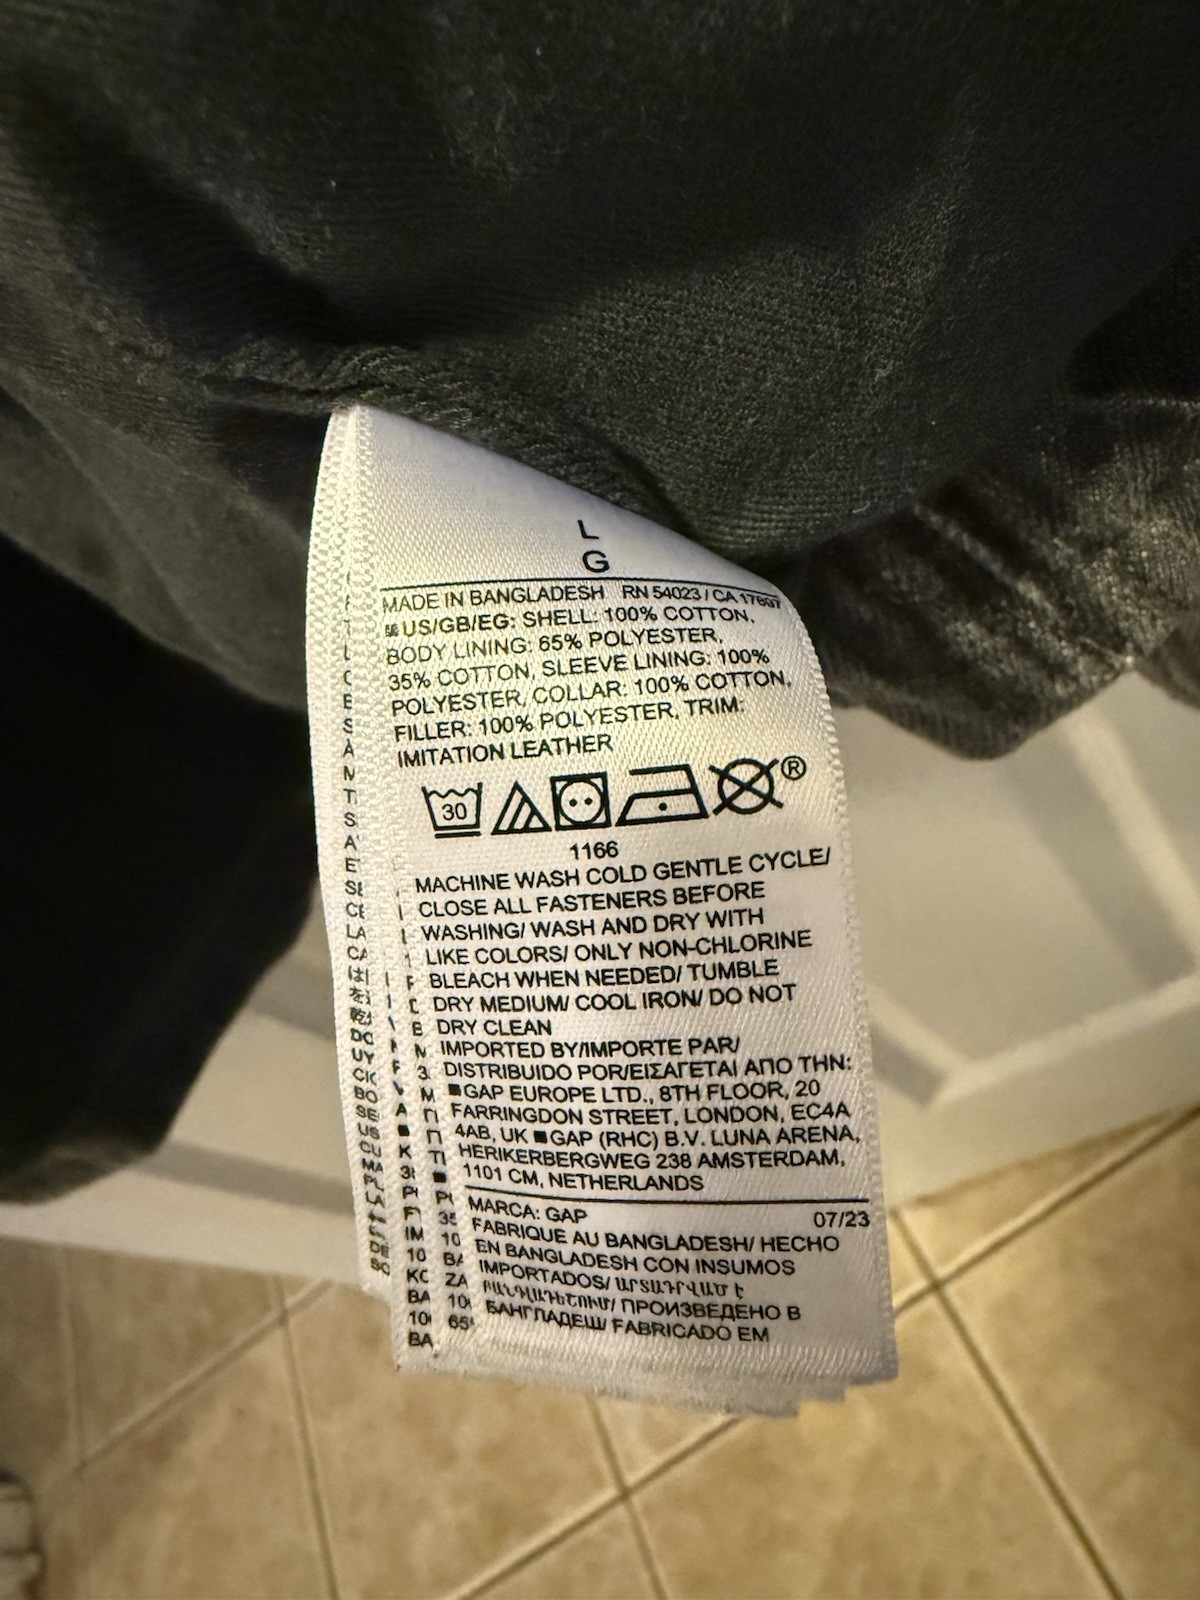 L
G
MADE IN BANGLADESH RN 54023 / CA 17897
US/GB/EG: SHELL: 100% COTTON,
BODY LINING: 65% POLYESTER,
35% COTTON, SLEEVE LINING: 100%
POLYESTER, COLLAR: 100% COTTON,
FILLER: 100% POLYESTER, TRIM:
IMITATION LEATHER
30
®
1166
MACHINE WASH COLD GENTLE CYCLE/
CLOSE ALL FASTENERS BEFORE
WASHING/ WASH AND DRY WITH
LIKE COLORS/ ONLY NON-CHLORINE
BLEACH WHEN NEEDED/ TUMBLE
DRY MEDIUM/ COOL IRON/ DO NOT
DRY CLEAN
IMPORTED BY/IMPORTE PAR/
DISTRIBUIDO POR/ΕΙΣΑΓΕΤΑΙ ΑΠΟ ΤΗΝ:
■GAP EUROPE LTD., 8TH FLOOR, 20
FARRINGDON STREET, LONDON, EC4A
4AB, UK ■GAP (RHC) B.V. LUNA ARENA,
HERIKERBERGWEG 238 AMSTERDAM,
1101 CM, NETHERLANDS
MARCA: GAP 07/23
FABRIQUE AU BANGLADESH/ HECHO
EN BANGLADESH CON INSUMOS
IMPORTADOS/ ԱՐՏԱԴՐՎԱԾ Է
ԲԱՆԳԼԱԴԵՇՈՒՄ/ ПРОИЗВЕДЕНО В
БАНГЛАДЕШ/ FABRICADO EM